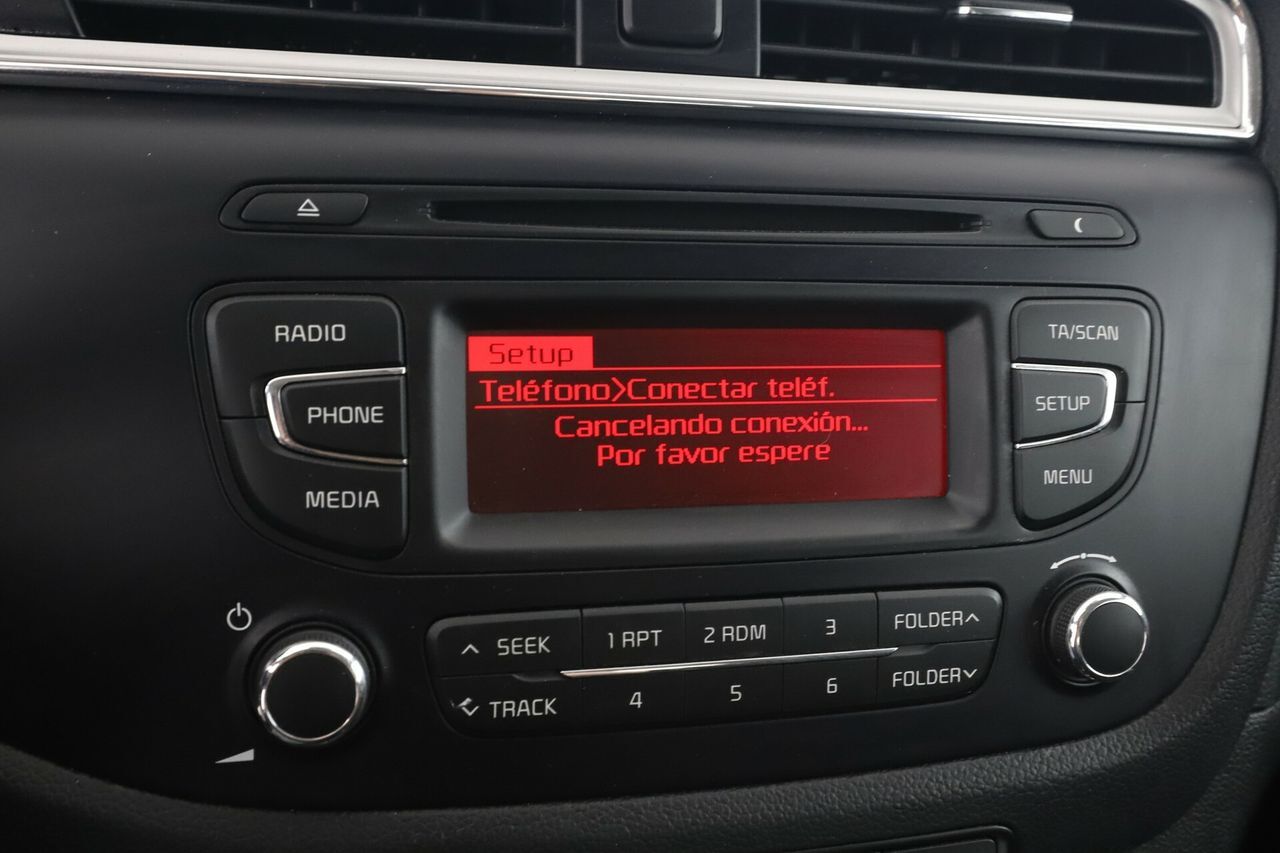 RADIO
PHONE
MEDIA
Setup
Teléfono>Conectar teléf.
Cancelando conexión...
Por favor espere
TA/SCAN
SETUP
MENU
SEEK
1 RPT
2 RDM
3
FOLDER
TRACK
4
5
6
FOLDER